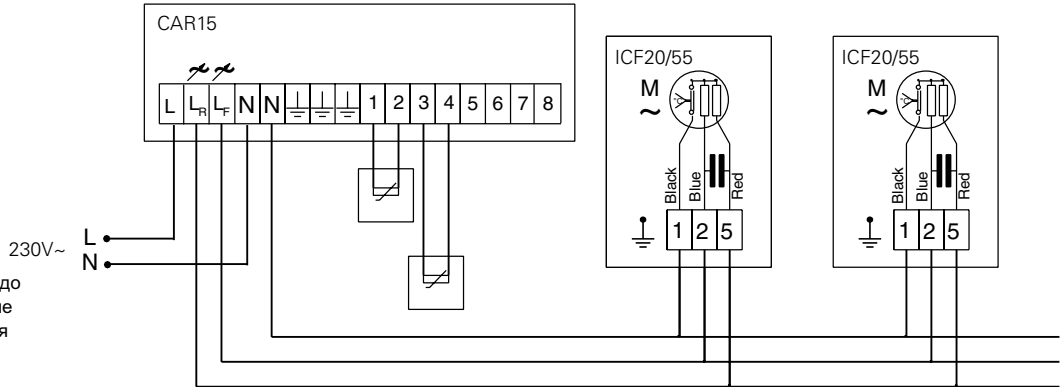 CAR15
L LR LF N N 1 2 3 4 5 6 7 8
ICF20/55
M
~
Black
Blue
Red
1 2 5
ICF20/55
M
~
Black
Blue
Red
1 2 5
230V~
L
N
до
ие
я